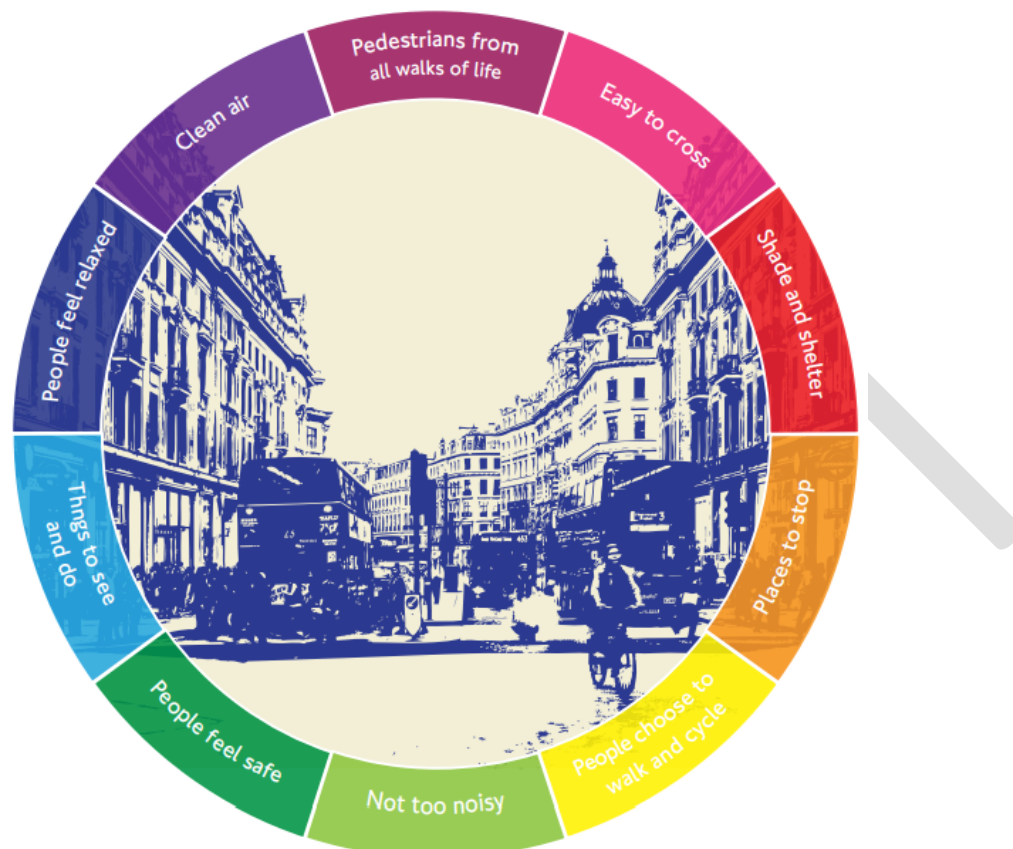 Pedestrians from
all walks of life
Easy to cross
Shade and shelter
Places to stop
People choose to
walk and cycle
Not too noisy
People feel safe
Things to see
and do
People feel relaxed
Clean air